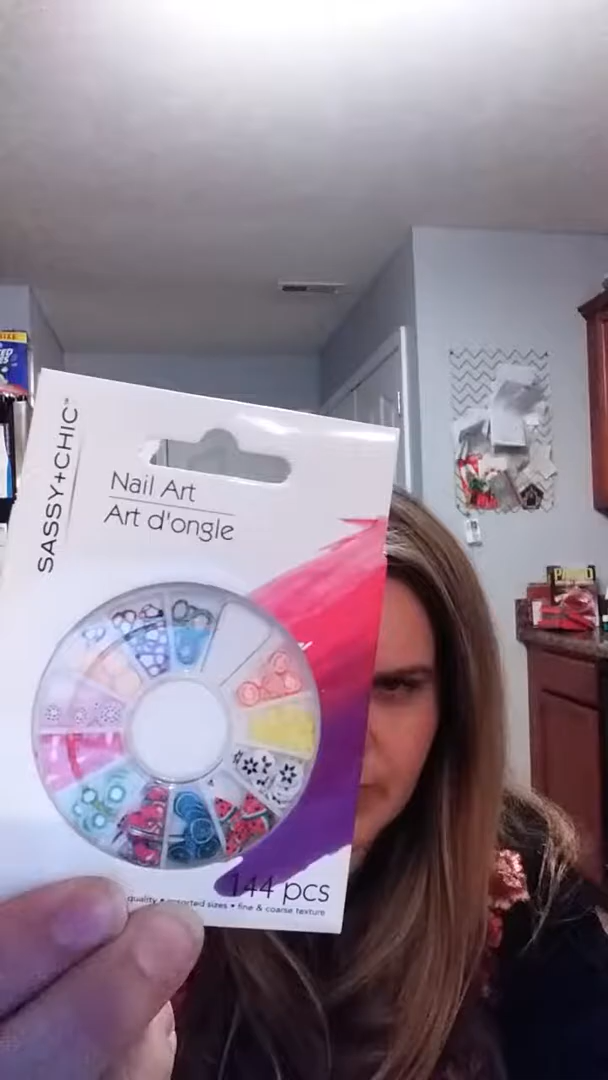 SASSY+CHIC
Nail Art
Art d'ongle
144 pcs
quality • assorted sizes • fine & coarse texture